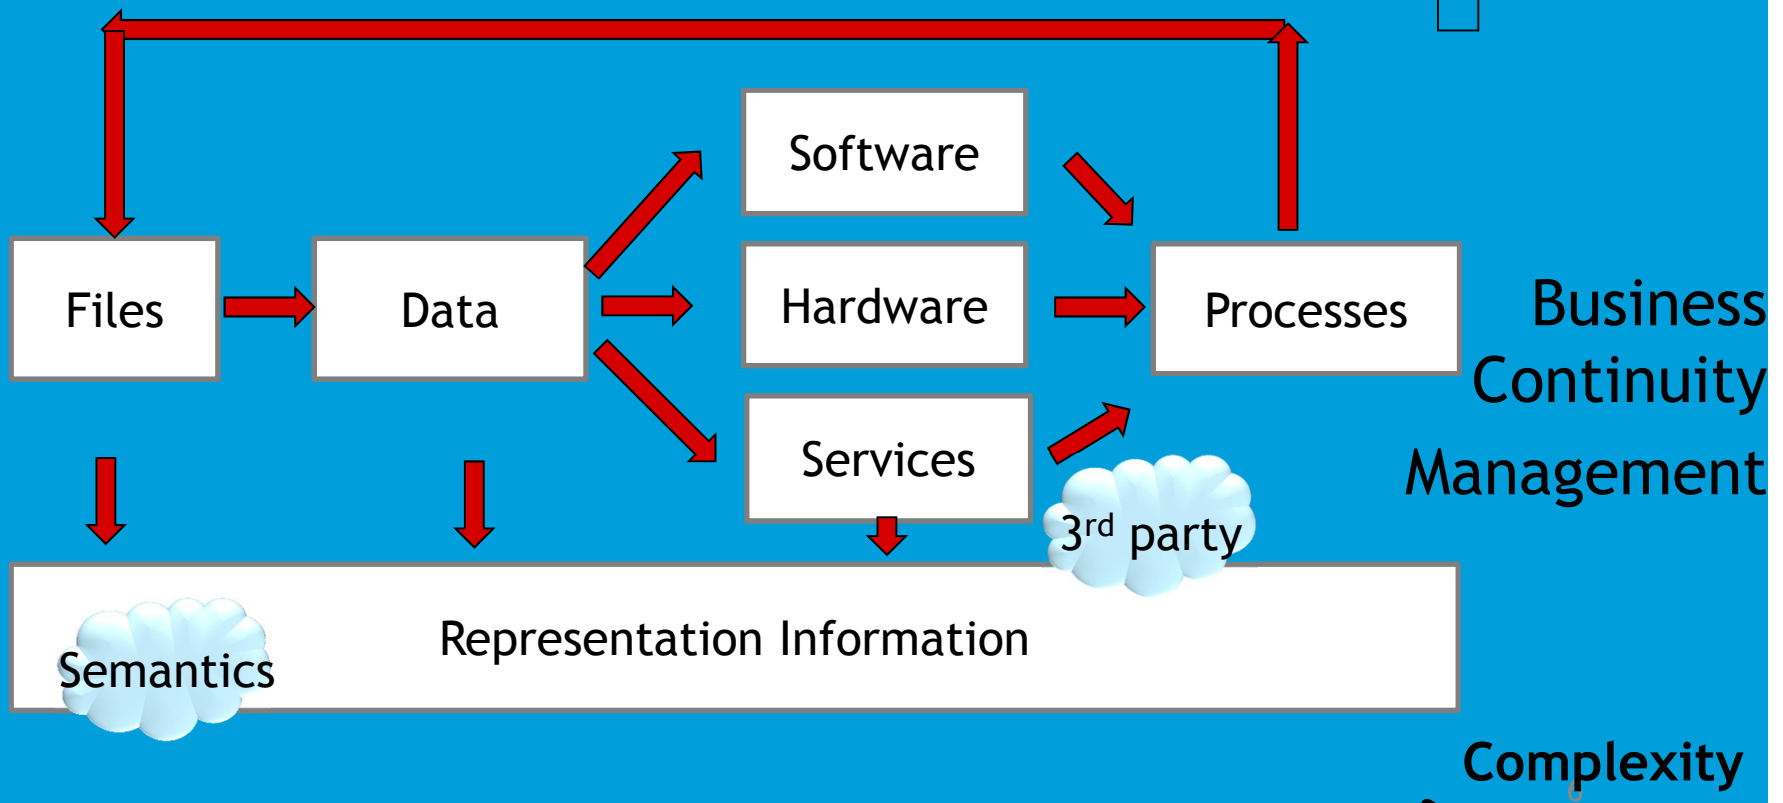 Software
Files
Data
Hardware
Processes
Business
Continuity
Management
Services
3rd party
Representation Information
Semantics
Complexity